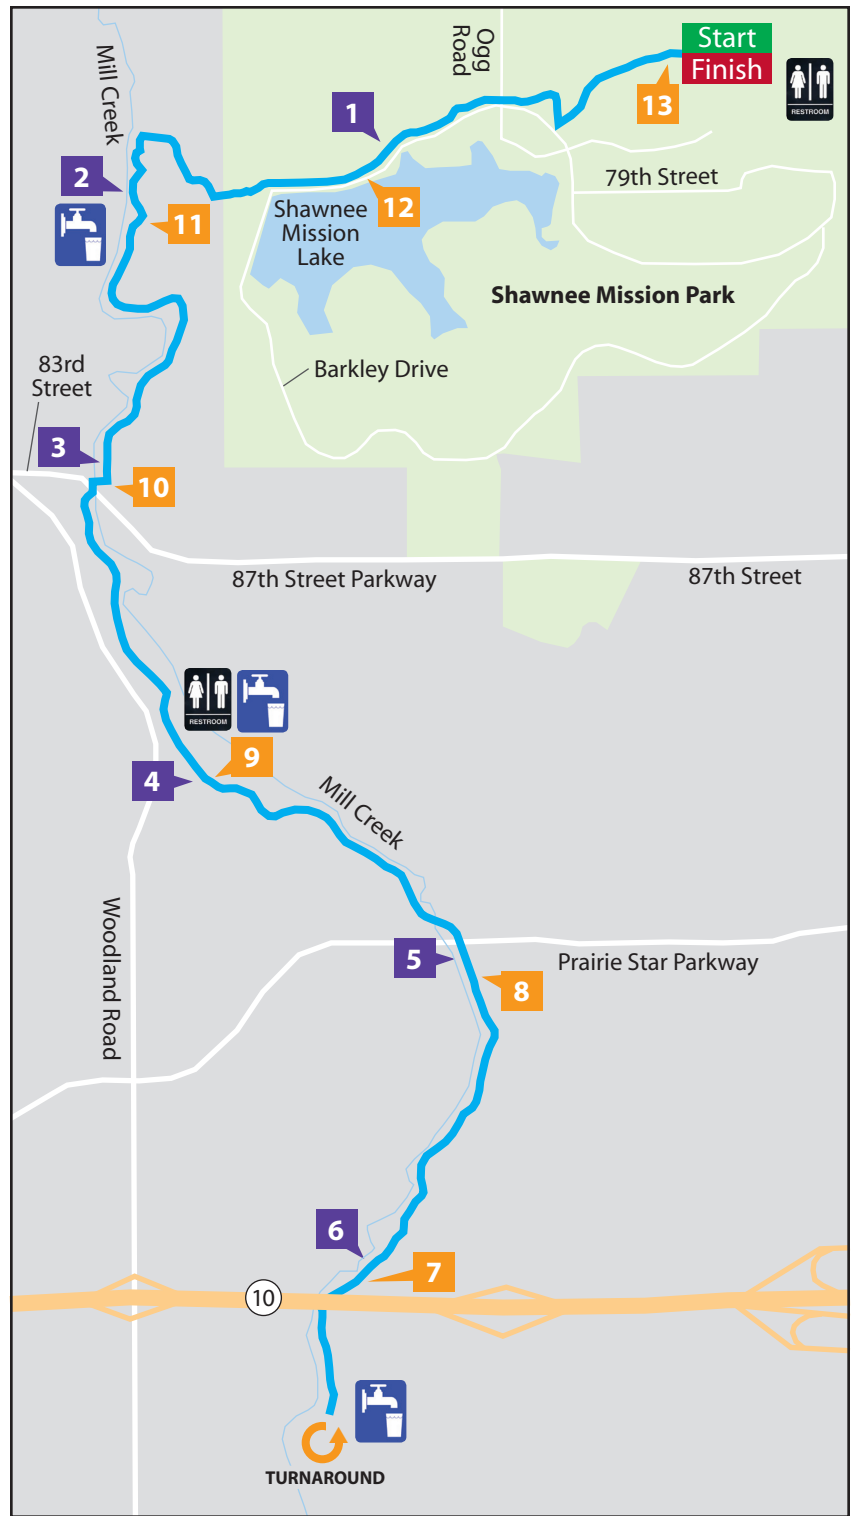 Start
Finish
RESTROOM
Ogg
Road
Mill Creek
13
1
2
79th Street
12
11
Shawnee
Mission
Lake
Shawnee Mission Park
83rd
Street
Barkley Drive
3
10
87th Street Parkway
87th Street
RESTROOM
9
4
Mill Creek
Woodland Road
5
Prairie Star Parkway
8
6
7
10
TURNAROUND